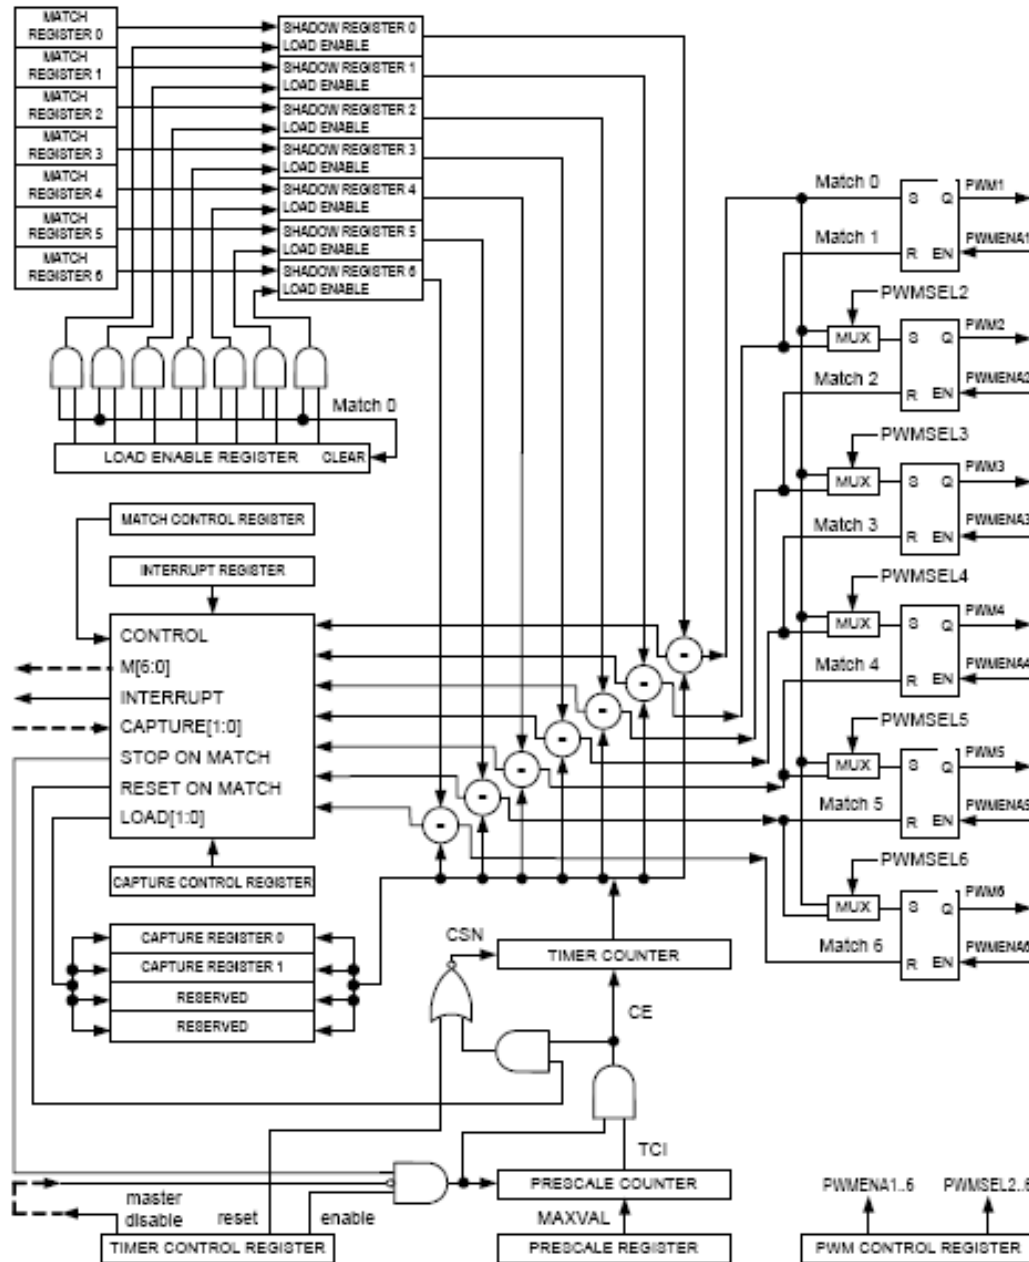 MATCH
REGISTER 0
MATCH
REGISTER 1
MATCH
REGISTER 2
MATCH
REGISTER 3
MATCH
REGISTER 4
MATCH
REGISTER 5
MATCH
REGISTER 6
SHADOW REGISTER 0
LOAD ENABLE
SHADOW REGISTER 1
LOAD ENABLE
SHADOW REGISTER 2
LOAD ENABLE
SHADOW REGISTER 3
LOAD ENABLE
SHADOW REGISTER 4
LOAD ENABLE
SHADOW REGISTER 5
LOAD ENABLE
SHADOW REGISTER 6
LOAD ENABLE
Match 0
LOAD ENABLE REGISTER CLEAR
MATCH CONTROL REGISTER
INTERRUPT REGISTER
CONTROL
M[6:0]
INTERRUPT
CAPTURE[1:0]
STOP ON MATCH
RESET ON MATCH
LOAD[1:0]
CAPTURE CONTROL REGISTER
CAPTURE REGISTER 0
CAPTURE REGISTER 1
RESERVED
RESERVED
Match 0
S Q
PWM1
Match 1
R EN
PWMENA1
PWMSEL2
MUX
S Q
PWM2
Match 2
R EN
PWMENA2
PWMSEL3
MUX
S Q
PWM3
Match 3
R EN
PWMENA3
PWMSEL4
MUX
S Q
PWM4
Match 4
R EN
PWMENA4
PWMSEL5
MUX
S Q
PWM5
Match 5
R EN
PWMENA5
PWMSEL6
MUX
S Q
PWM6
Match 6
R EN
PWMENA6
CSN
TIMER COUNTER
CE
TCI
PRESCALE COUNTER
MAXVAL
PRESCALE REGISTER
master
disable
reset
enable
TIMER CONTROL REGISTER
PWMENA1..6
PWMSEL2..6
PWM CONTROL REGISTER